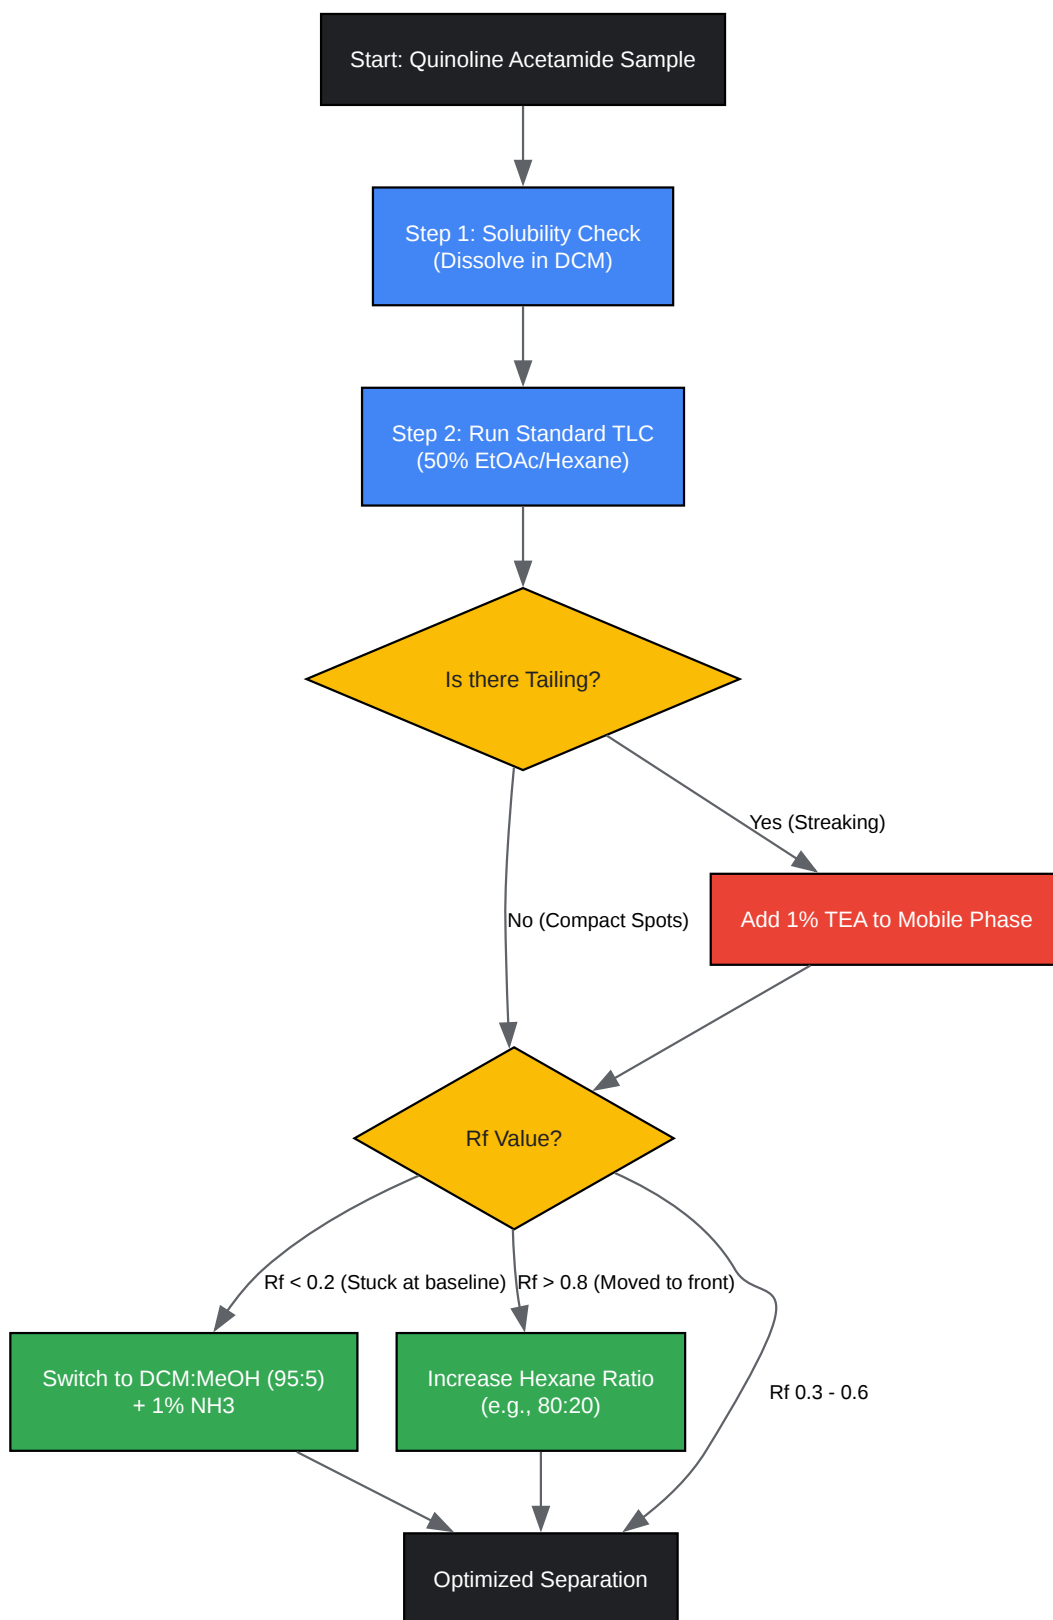 Start: Quinoline Acetamide Sample
Step 1: Solubility Check
(Dissolve in DCM)
Step 2: Run Standard TLC
(50% EtOAc/Hexane)
Is there Tailing?
Yes (Streaking)
No (Compact Spots)
Add 1% TEA to Mobile Phase
Rf Value?
Rf < 0.2 (Stuck at baseline)
Rf > 0.8 (Moved to front)
Rf 0.3 - 0.6
Switch to DCM:MeOH (95:5)
+ 1% NH3
Increase Hexane Ratio
(e.g., 80:20)
Optimized Separation